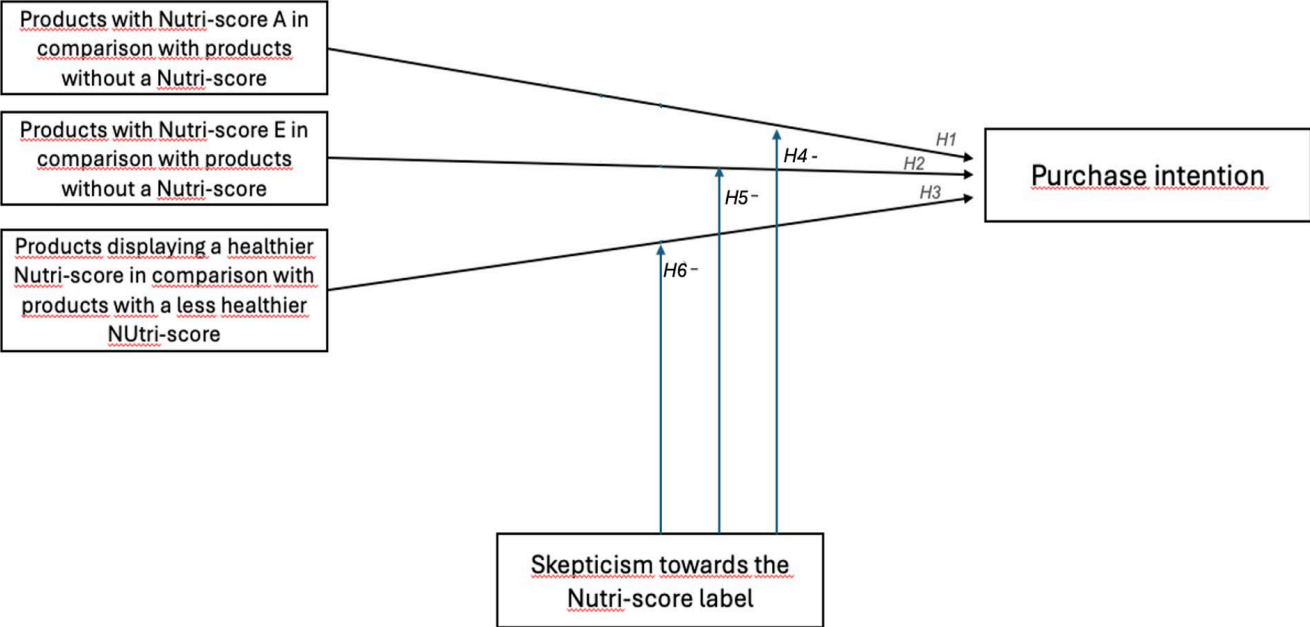 Products with Nutri-score A in
comparison with products
without a Nutri-score
Products with Nutri-score E in
comparison with products
without a Nutri-score
Products displaying a healthier
Nutri-score in comparison with
products with a less healthier
NUtri-score
H1
H2
H3
H4 -
H5 -
H6 -
Purchase intention
Skepticism towards the
Nutri-score label